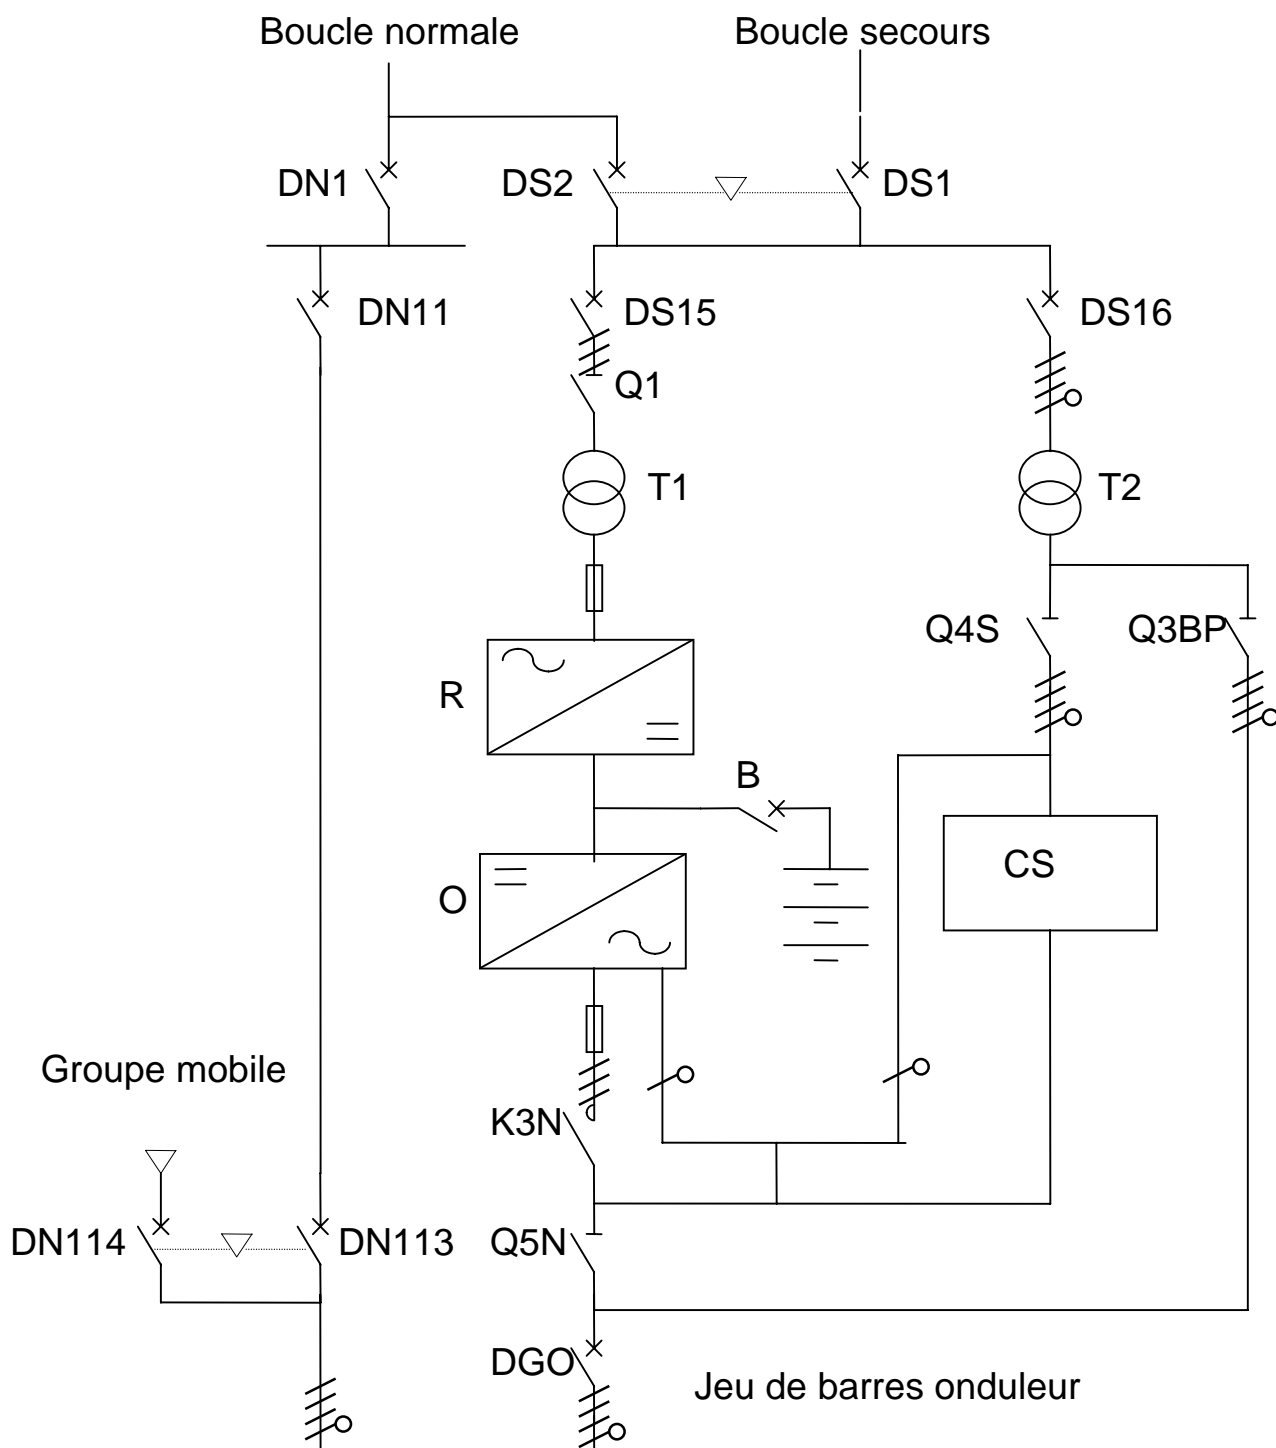 Boucle normale
Boucle secours
DN1
DS2
DS1
DN11
DS15
DS16
Q1
T1
T2
Q4S
Q3BP
R
B
CS
O
Groupe mobile
K3N
DN114
DN113
Q5N
DGO
Jeu de barres onduleur